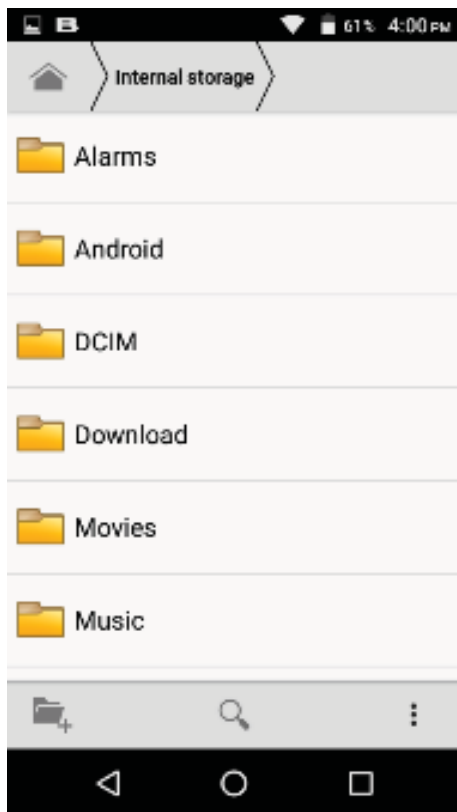 B 61% 4:00 PM
Internal storage
Alarms
Android
DCIM
Download
Movies
Music